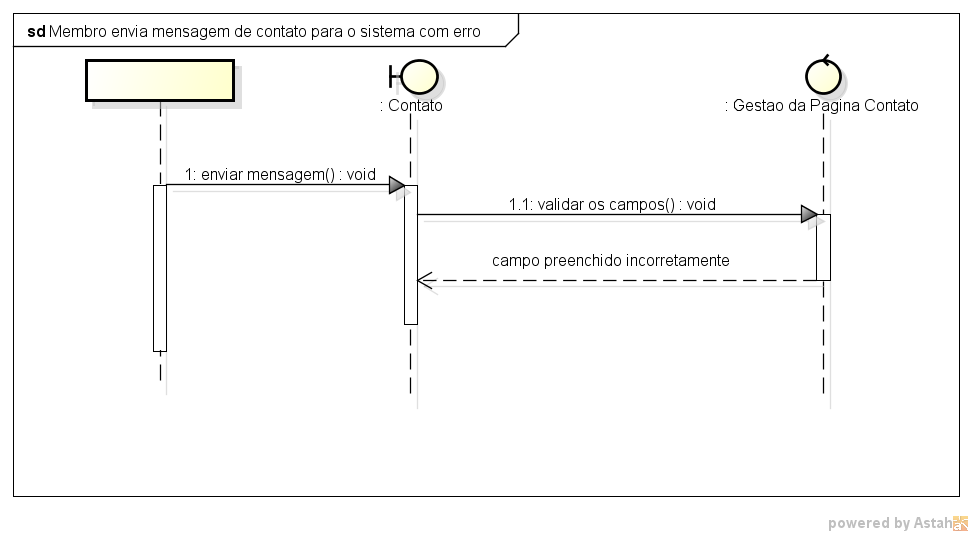 sd Membro envia mensagem de contato para o sistema com erro
: Contato
: Gestao da Pagina Contato
1: enviar mensagem() : void
1.1: validar os campos() : void
campo preenchido incorretamente
powered by Astah